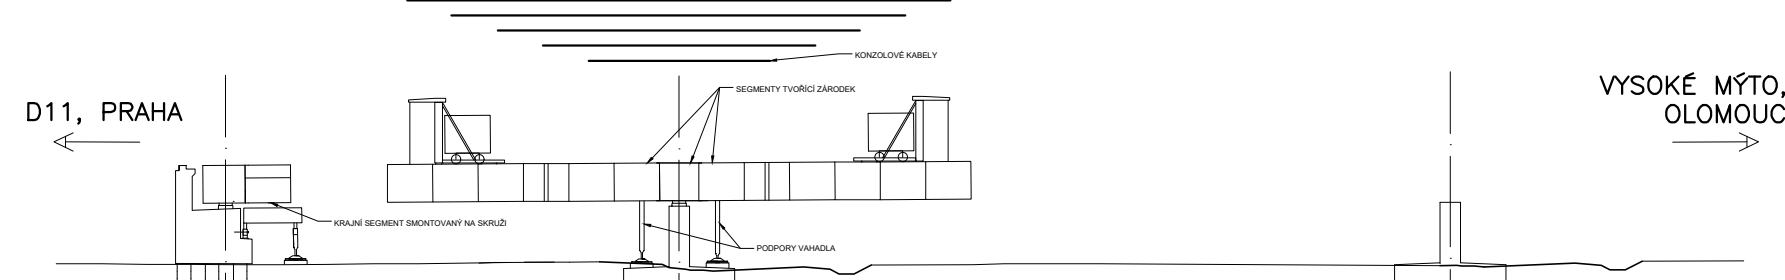 KONZOLOVÉ KABELY
SEGMENTY TVOŘÍCÍ ZÁRODEK
D11, PRAHA
VYSOKÉ MÝTO,
OLOMOUC
KRAJNÍ SEGMENT SMONTOVANÝ NA SKRUŽI
PODPORY VAHADLA